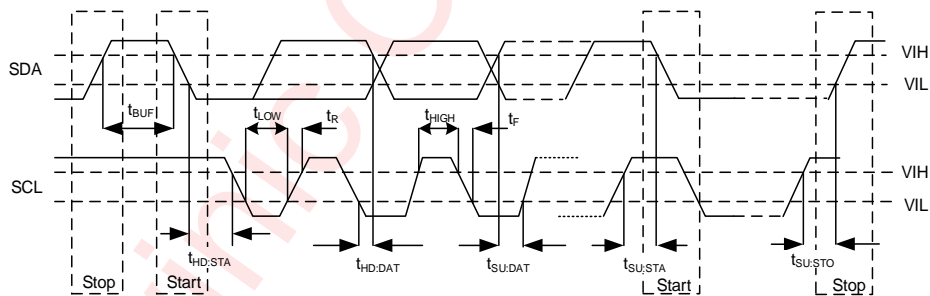 SDA
VIH
VIL
tBUF
tLOW
tR
tHIGH
tF
SCL
VIH
VIL
tHD:STA
tHD:DAT
tSU:DAT
tSU:STA
tSU:STO
Stop
Start
Start
Stop